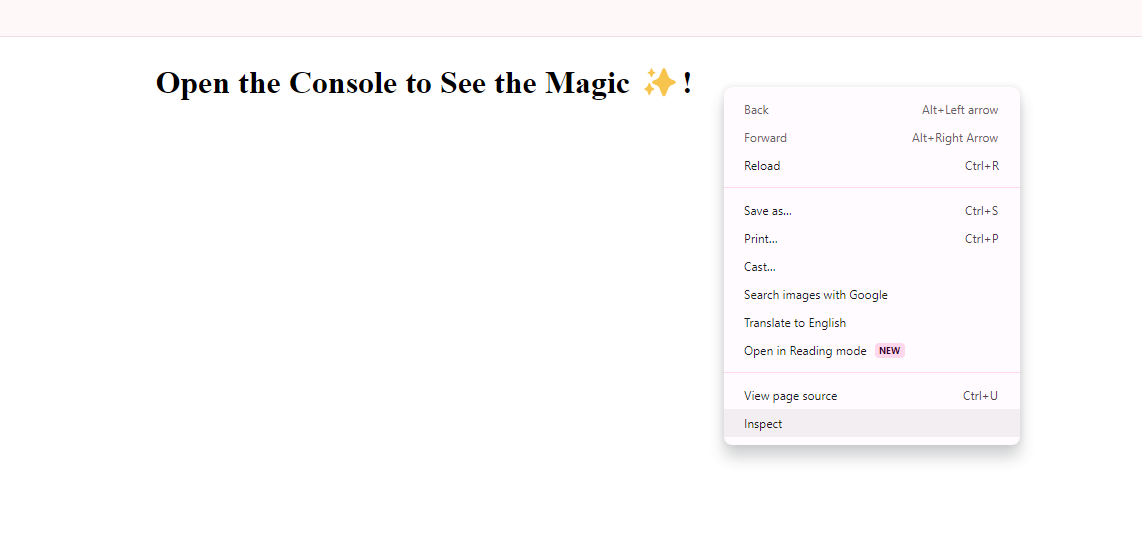 Open the Console to See the Magic ✨!
Back Alt+Left arrow
Forward Alt+Right Arrow
Reload Ctrl+R
Save as... Ctrl+S
Print... Ctrl+P
Cast...
Search images with Google
Translate to English
Open in Reading mode NEW
View page source Ctrl+U
Inspect